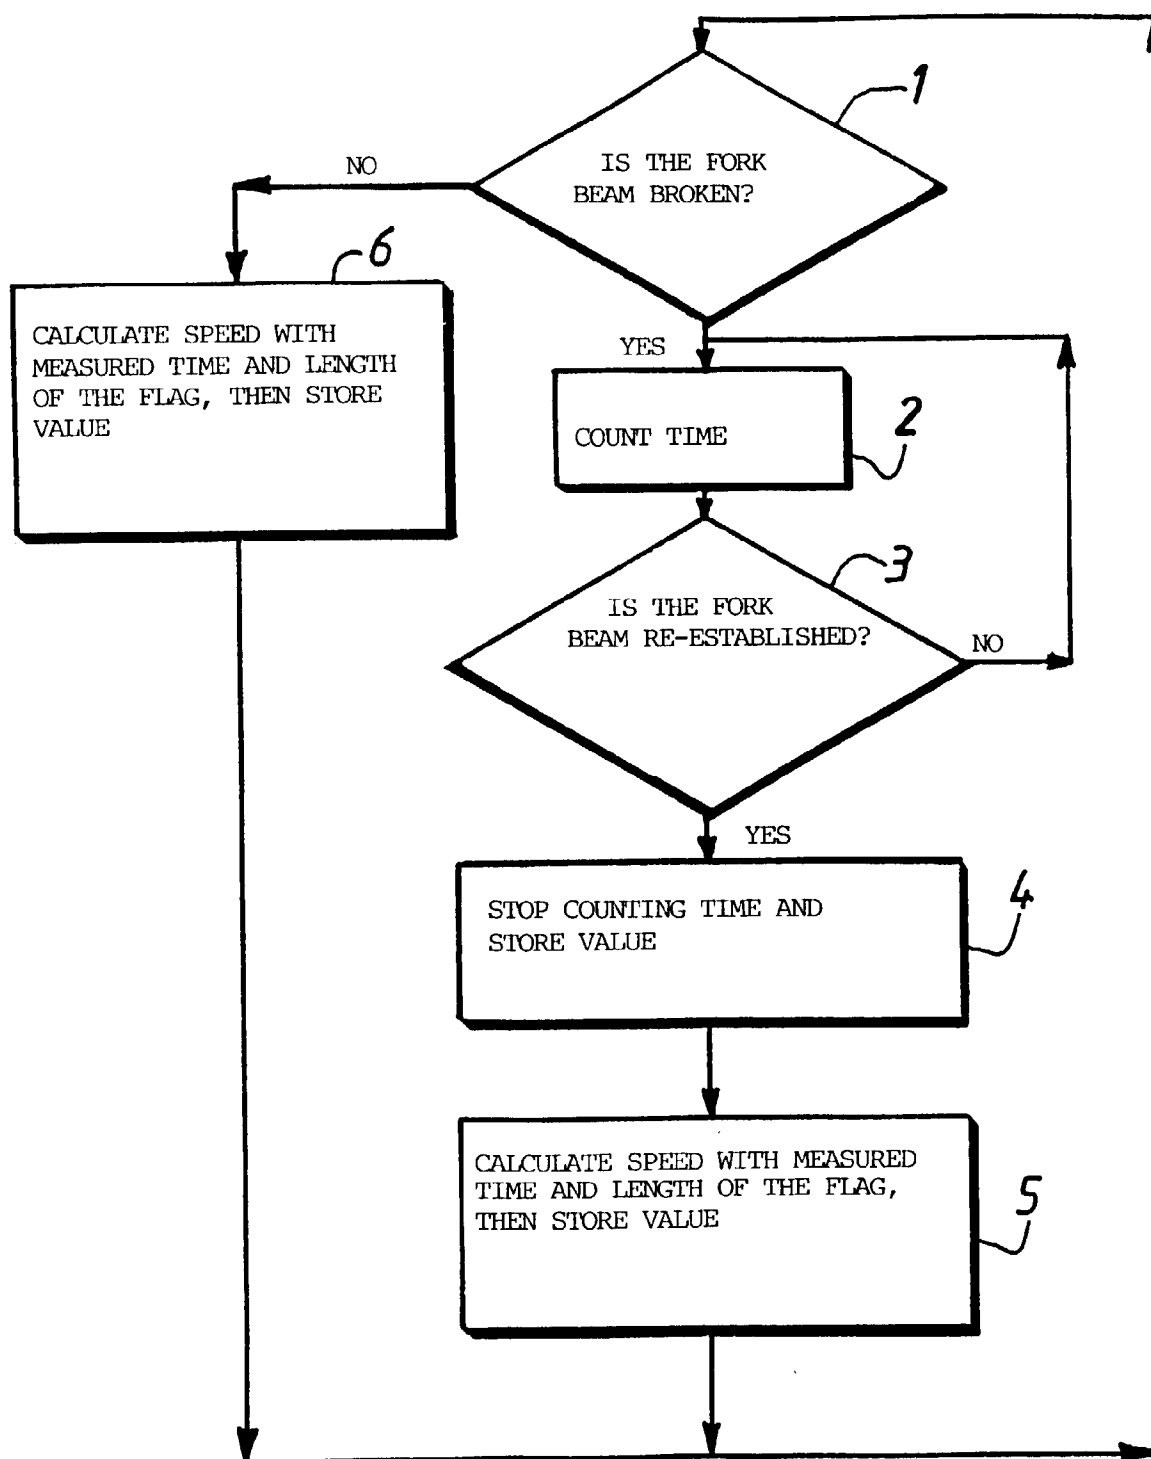 1
IS THE FORK
BEAM BROKEN?
NO
6
CALCULATE SPEED WITH
MEASURED TIME AND LENGTH
OF THE FLAG, THEN STORE
VALUE
YES
COUNT TIME
2
3
IS THE FORK
BEAM RE-ESTABLISHED?
NO
YES
STOP COUNTING TIME AND
STORE VALUE
4
CALCULATE SPEED WITH MEASURED
TIME AND LENGTH OF THE FLAG,
THEN STORE VALUE
5